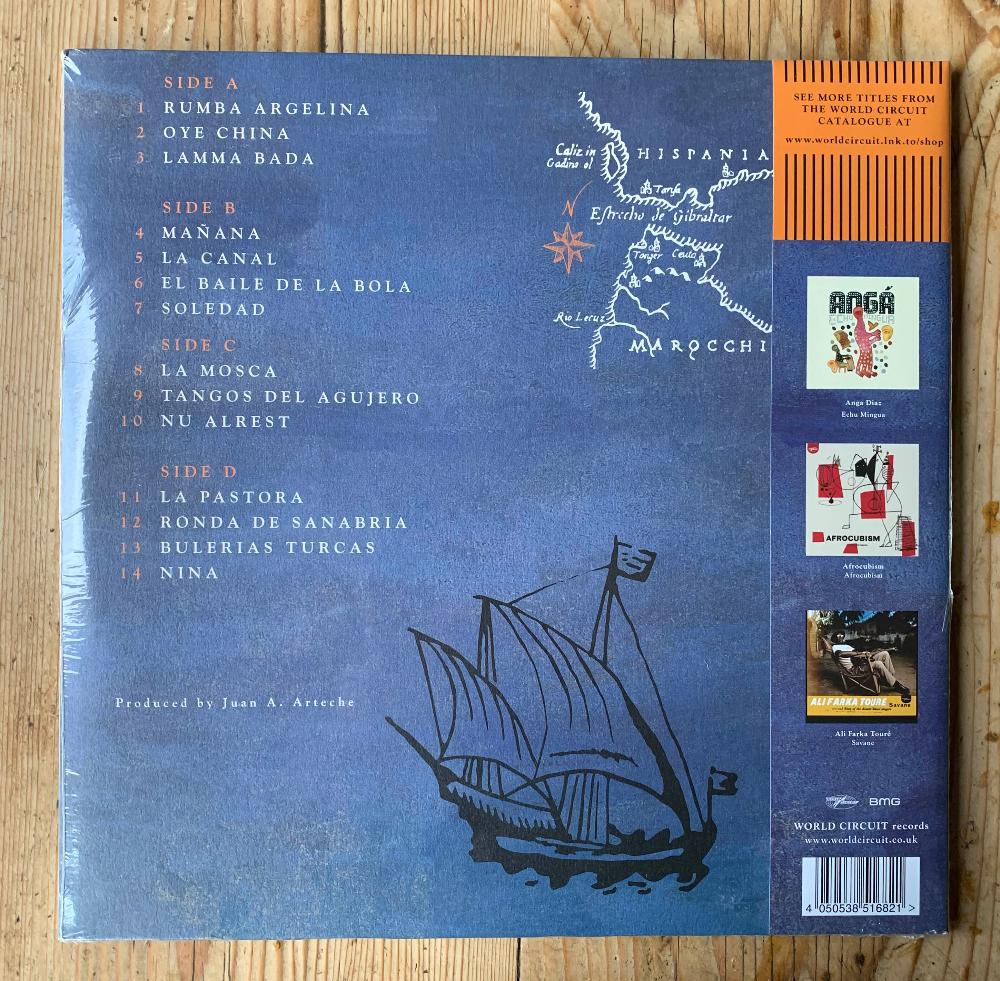 SIDE A
1 RUMBA ARGELINA
2 OYE CHINA
3 LAMMA BADA
SIDE B
4 MAÑANA
5 LA CANAL
6 EL BAILE DE LA BOLA
7 SOLEDAD
SIDE C
8 LA MOSCA
9 TANGOS DEL AGUJERO
10 NU ALREST
SIDE D
11 LA PASTORA
12 RONDA DE SANABRIA
13 BULERIAS TURCAS
14 NINA
Produced by Juan A. Arteche
HISPANIA
N
Estrecho de Gibraltar
Ceuta
MAROCCHI
SEE MORE TITLES FROM
THE WORLD CIRCUIT
CATALOGUE AT
www.worldcircuit.lnk.to/shop
ANGÁ
ECHU MINGUA
Anga Diaz
Echu Mingua
AFROCUBISM
Afrocubism
Afrocubism
ALI FARKA TOURE
Savane
Ali Farka Touré
Savane
BMG
WORLD CIRCUIT records
www.worldcircuit.co.uk
4 050538 516821 >